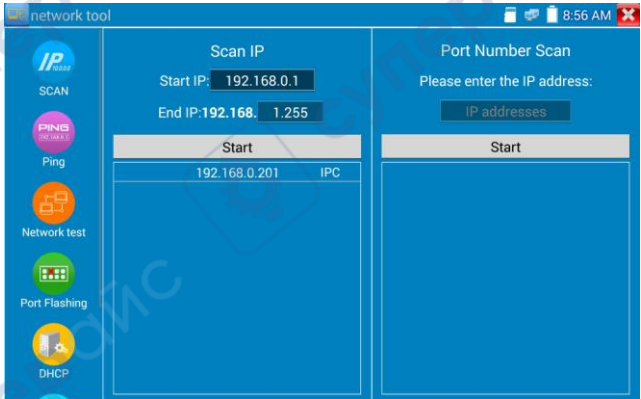 network tool
8:56 AM
IP
SCAN
PING
Ping
Network test
Port Flashing
DHCP
Scan IP
Start IP: 192.168.0.1
End IP:192.168. 1.255
Start
192.168.0.201 IPC
Port Number Scan
Please enter the IP address:
IP addresses
Start